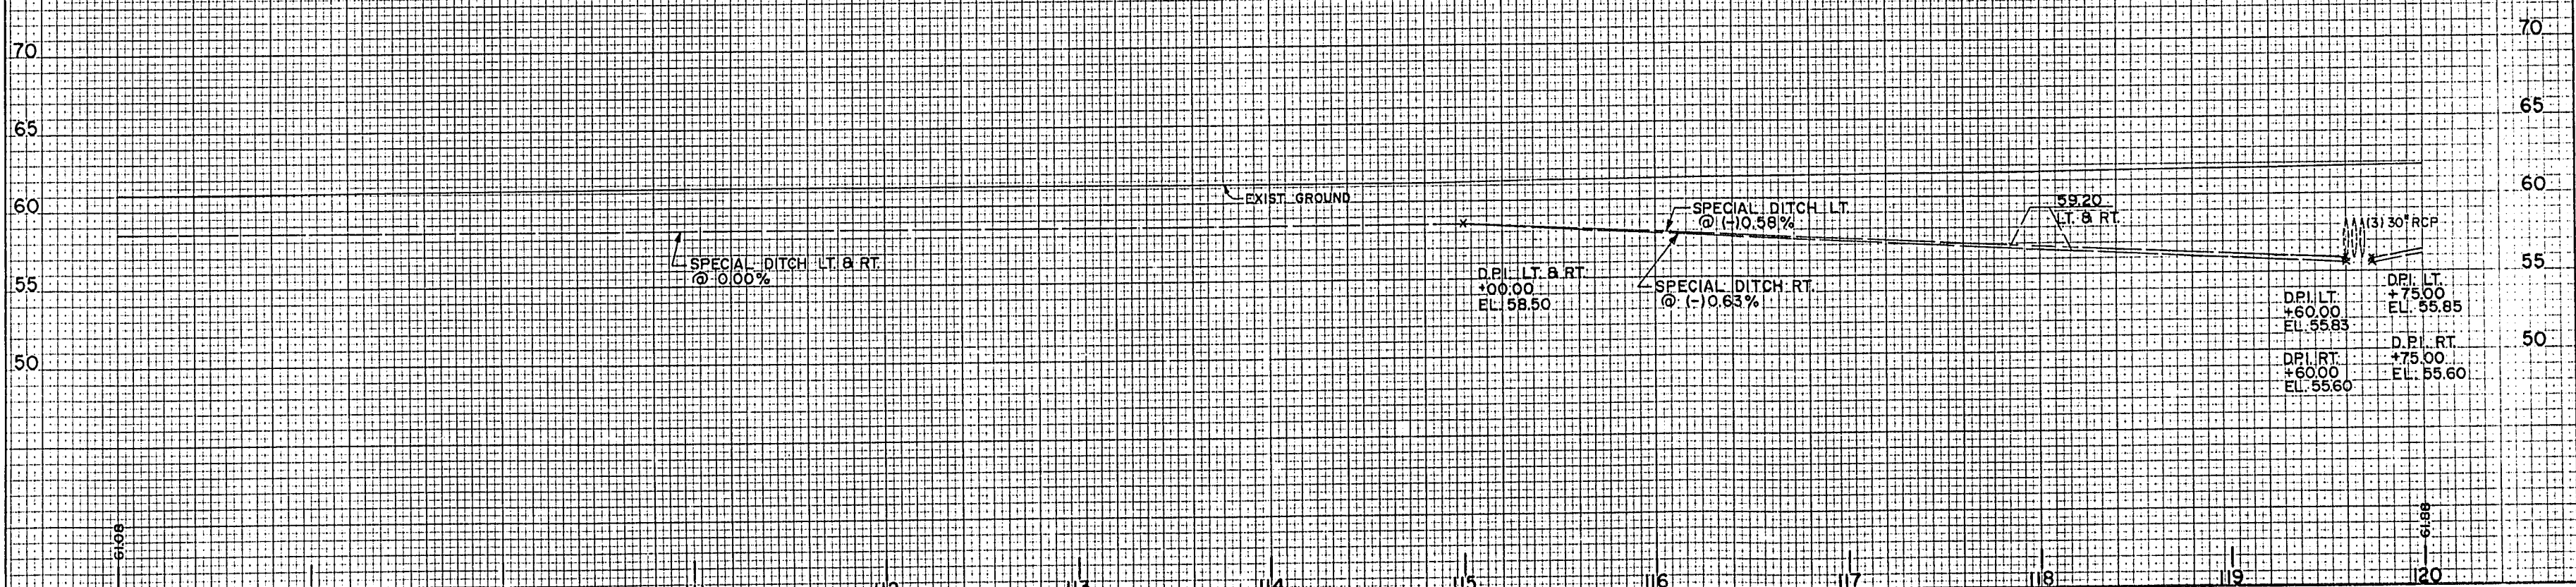 70
65
60
55
50
61.08
SPECIAL DITCH LT. & RT.
@ 0.00%
EXIST. GROUND
D.P.I. LT. & RT.
+00.00
EL. 58.50
SPECIAL DITCH LT.
@ (-)0.58%
SPECIAL DITCH RT.
@ (-)0.63%
59.20
LT. & RT.
(3) 30" RCP
D.P.I. LT.
+60.00
EL. 55.83
D.P.I. RT.
+60.00
EL. 55.60
D.P.I. LT.
+75.00
EL. 55.85
D.P.I. RT.
+75.00
EL. 55.60
70
65
60
55
50
61.88
113
114
115
116
117
118
119
120